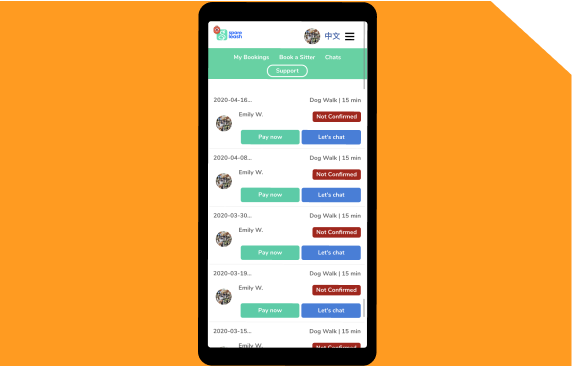 spare
leash
中文
My Bookings Book a Sitter Chats
Support
2020-04-16... Dog Walk | 15 min
Emily W. Not Confirmed
Pay now Let's chat
2020-04-08... Dog Walk | 15 min
Emily W. Not Confirmed
Pay now Let's chat
2020-03-30... Dog Walk | 15 min
Emily W. Not Confirmed
Pay now Let's chat
2020-03-19... Dog Walk | 15 min
Emily W. Not Confirmed
Pay now Let's chat
2020-03-15... Dog Walk | 15 min
Emily W. Not Confirmed